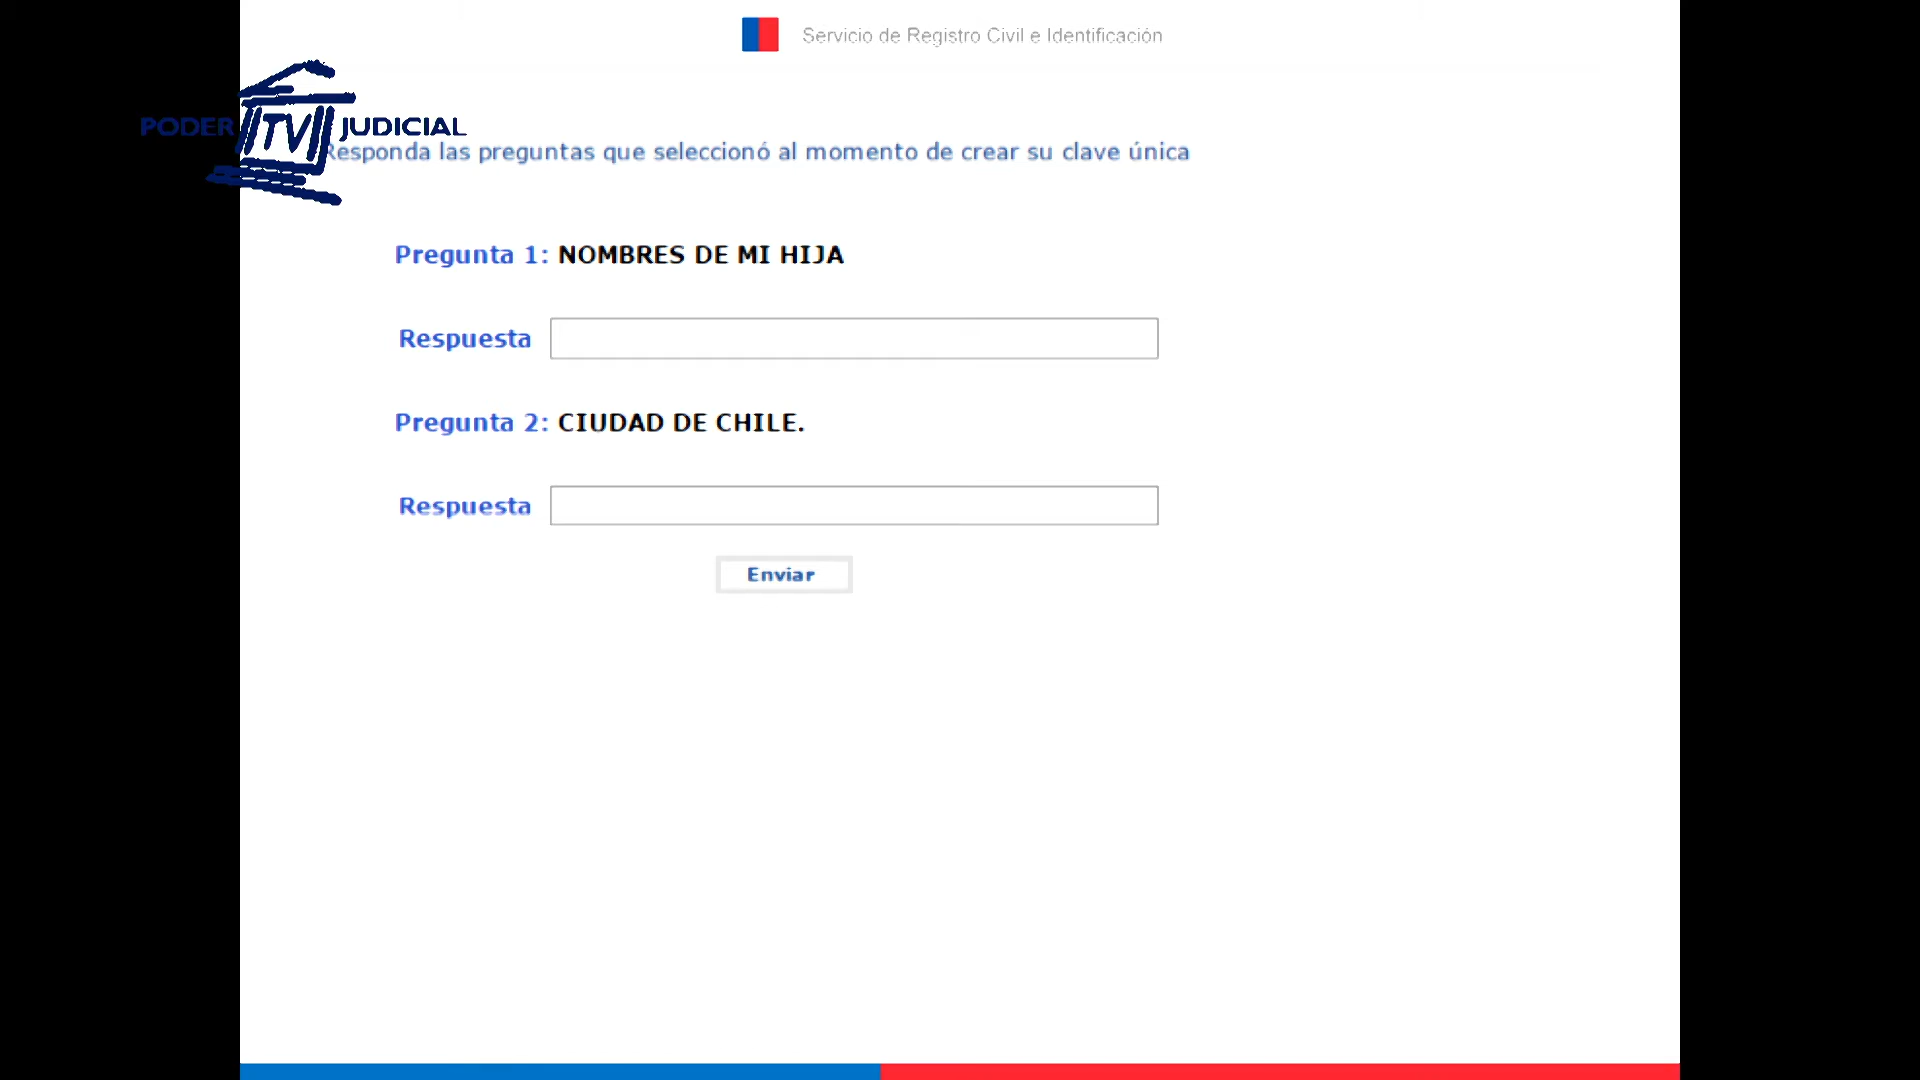 Servicio de Registro Civil e Identificación
PODER TV JUDICIAL
Responda las preguntas que seleccionó al momento de crear su clave única
Pregunta 1: NOMBRES DE MI HIJA
Respuesta
Pregunta 2: CIUDAD DE CHILE.
Respuesta
Enviar